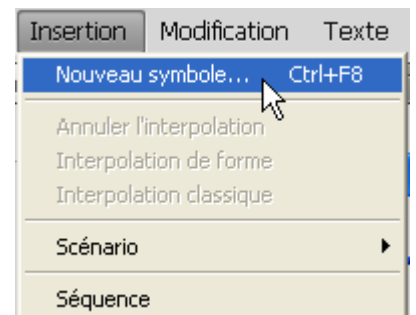 Insertion Modification Texte
Nouveau symbole... Ctrl+F8
Annuler l'interpolation
Interpolation de forme
Interpolation classique
Scénario
Séquence